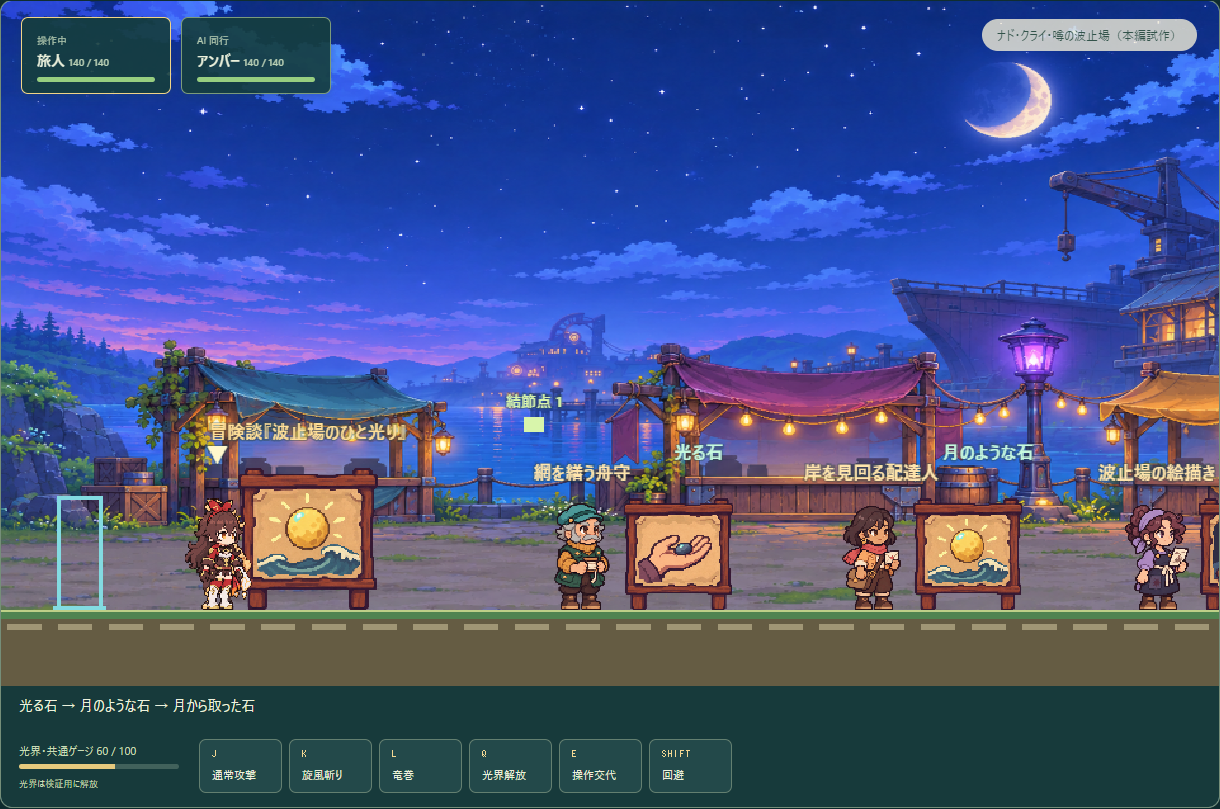 操作中
旅人 140 / 140
AI 同行
アンバー 140 / 140
ナド・クライ・噂の波止場（本編試作）
結節点 1
冒険談『波止場のひと光り』
光る石
月のような石
網を繕う舟守
岸を見回る配達人
波止場の絵描き
光る石 → 月のような石 → 月から取った石
光界・共通ゲージ 60 / 100
光界は検証用に解放
J
通常攻撃
K
旋風斬り
L
竜巻
Q
光界解放
E
操作交代
SHIFT
回避